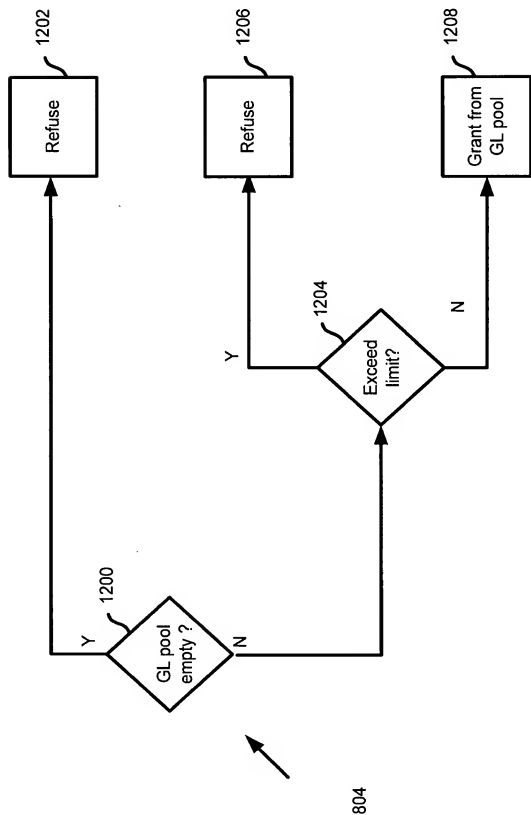 1200
GL pool
empty ?
Y
N
1202
Refuse
1204
Exceed
limit?
Y
N
1206
Refuse
1208
Grant from
GL pool
804